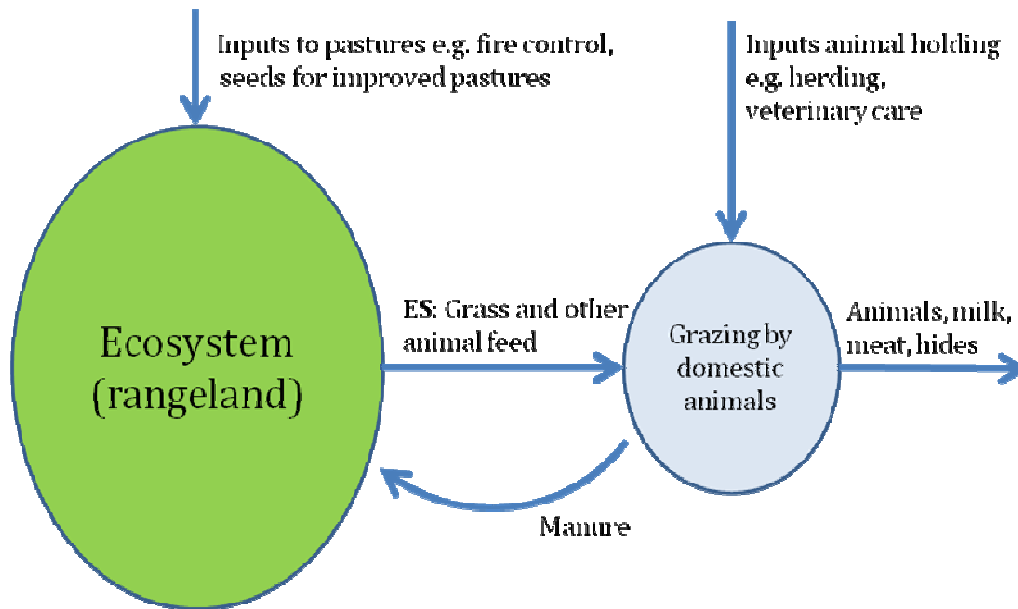 Inputs to pastures e.g. fire control,
seeds for improved pastures
Inputs animal holding
e.g. herding,
veterinary care
Ecosystem
(rangeland)
ES: Grass and other
animal feed
Grazing by
domestic
animals
Animals, milk,
meat, hides
Manure